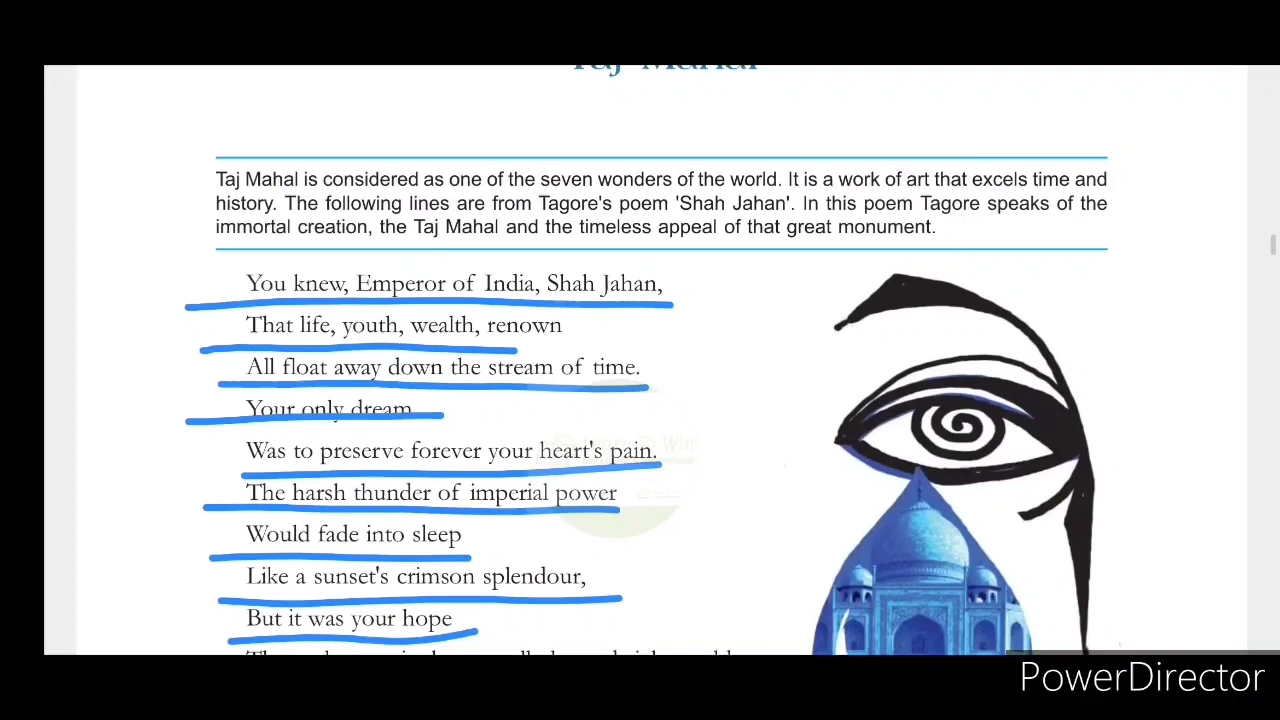 Taj Mahal
Taj Mahal is considered as one of the seven wonders of the world. It is a work of art that excels time and
history. The following lines are from Tagore's poem 'Shah Jahan'. In this poem Tagore speaks of the
immortal creation, the Taj Mahal and the timeless appeal of that great monument.
You knew, Emperor of India, Shah Jahan,
That life, youth, wealth, renown
All float away down the stream of time.
Your only dream
Was to preserve forever your heart's pain.
The harsh thunder of imperial power
Would fade into sleep
Like a sunset's crimson splendour,
But it was your hope
PowerDirector